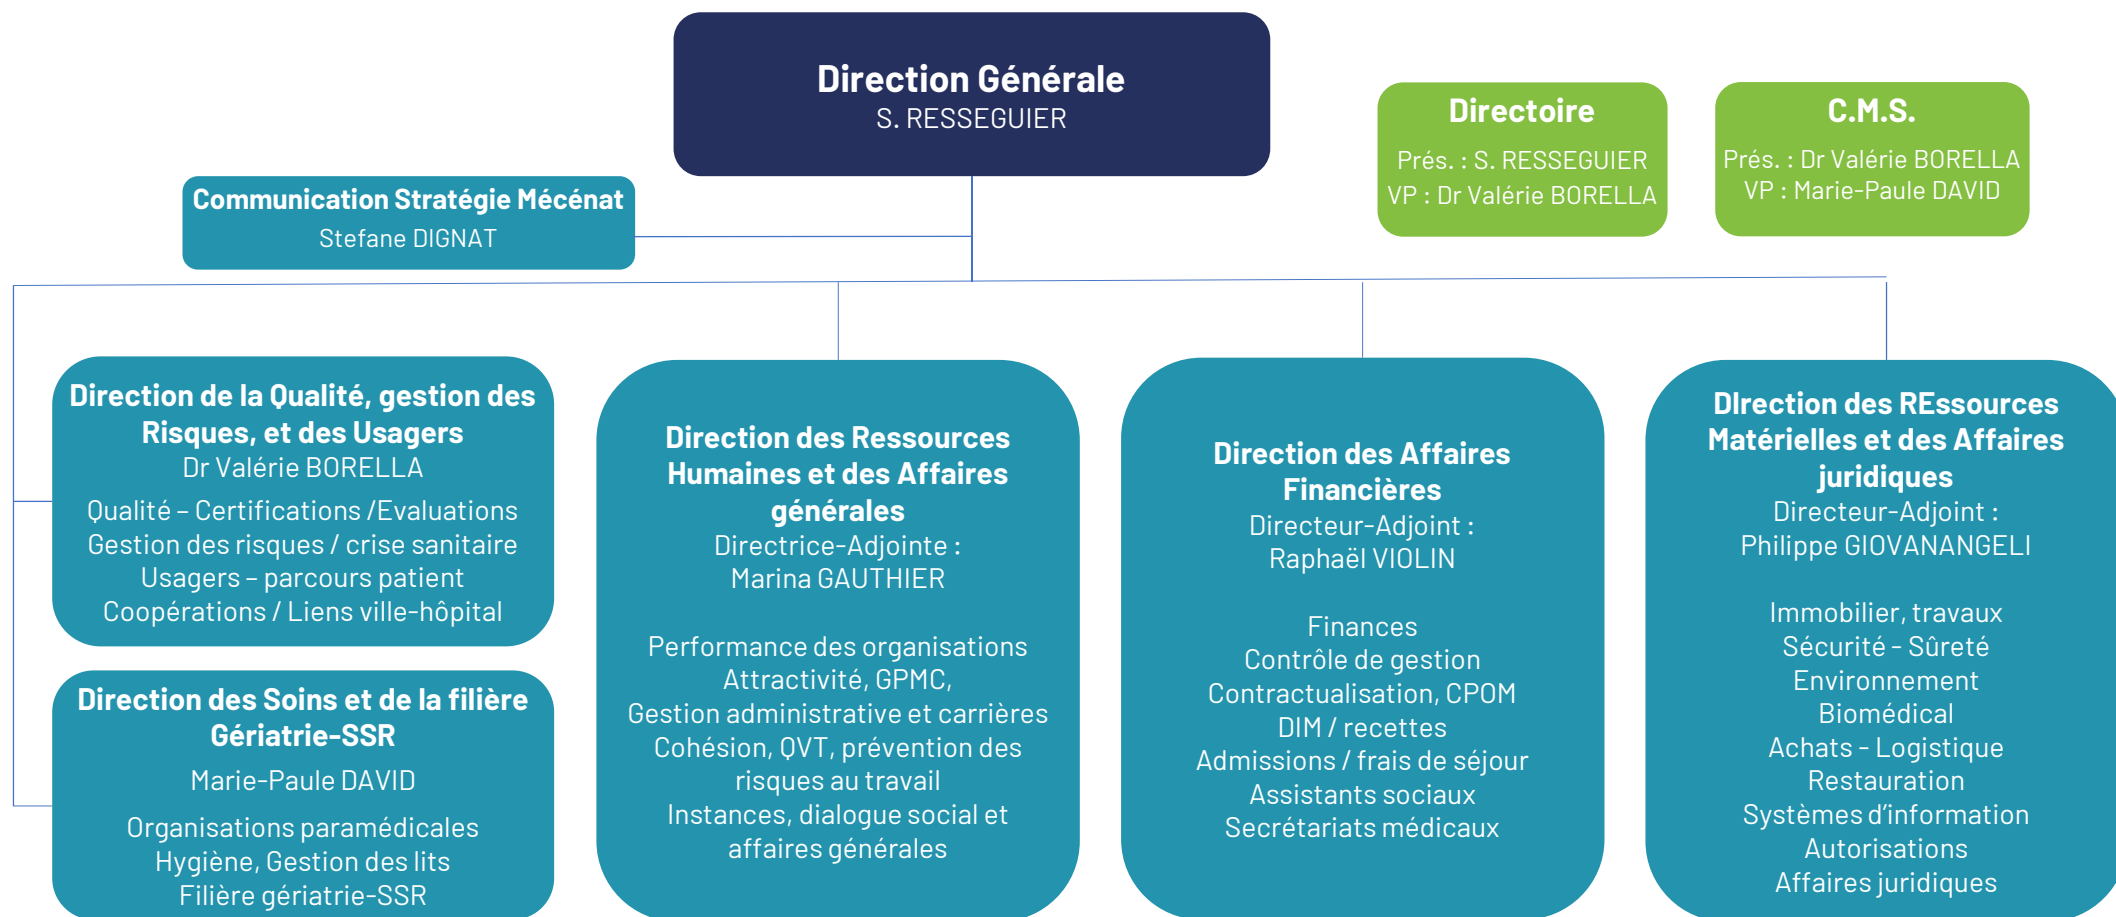 Direction Générale
S. RESSEGUIER
Directoire
Prés. : S. RESSEGUIER
VP : Dr Valérie BORELLA
C.M.S.
Prés. : Dr Valérie BORELLA
VP : Marie-Paule DAVID
Communication Stratégie Mécénat
Stefane DIGNAT
Direction de la Qualité, gestion des
Risques, et des Usagers
Dr Valérie BORELLA
Qualité – Certifications /Evaluations
Gestion des risques / crise sanitaire
Usagers – parcours patient
Coopérations / Liens ville-hôpital
Direction des Soins et de la filière
Gériatrie-SSR
Marie-Paule DAVID
Organisations paramédicales
Hygiène, Gestion des lits
Filière gériatrie-SSR
Direction des Ressources
Humaines et des Affaires
générales
Directrice-Adjointe :
Marina GAUTHIER
Performance des organisations
Attractivité, GPMC,
Gestion administrative et carrières
Cohésion, QVT, prévention des
risques au travail
Instances, dialogue social et
affaires générales
Direction des Affaires
Financières
Directeur-Adjoint :
Raphaël VIOLIN
Finances
Contrôle de gestion
Contractualisation, CPOM
DIM / recettes
Admissions / frais de séjour
Assistants sociaux
Secrétariats médicaux
DIrection des REssources
Matérielles et des Affaires
juridiques
Directeur-Adjoint :
Philippe GIOVANANGELI
Immobilier, travaux
Sécurité - Sûreté
Environnement
Biomédical
Achats - Logistique
Restauration
Systèmes d'information
Autorisations
Affaires juridiques